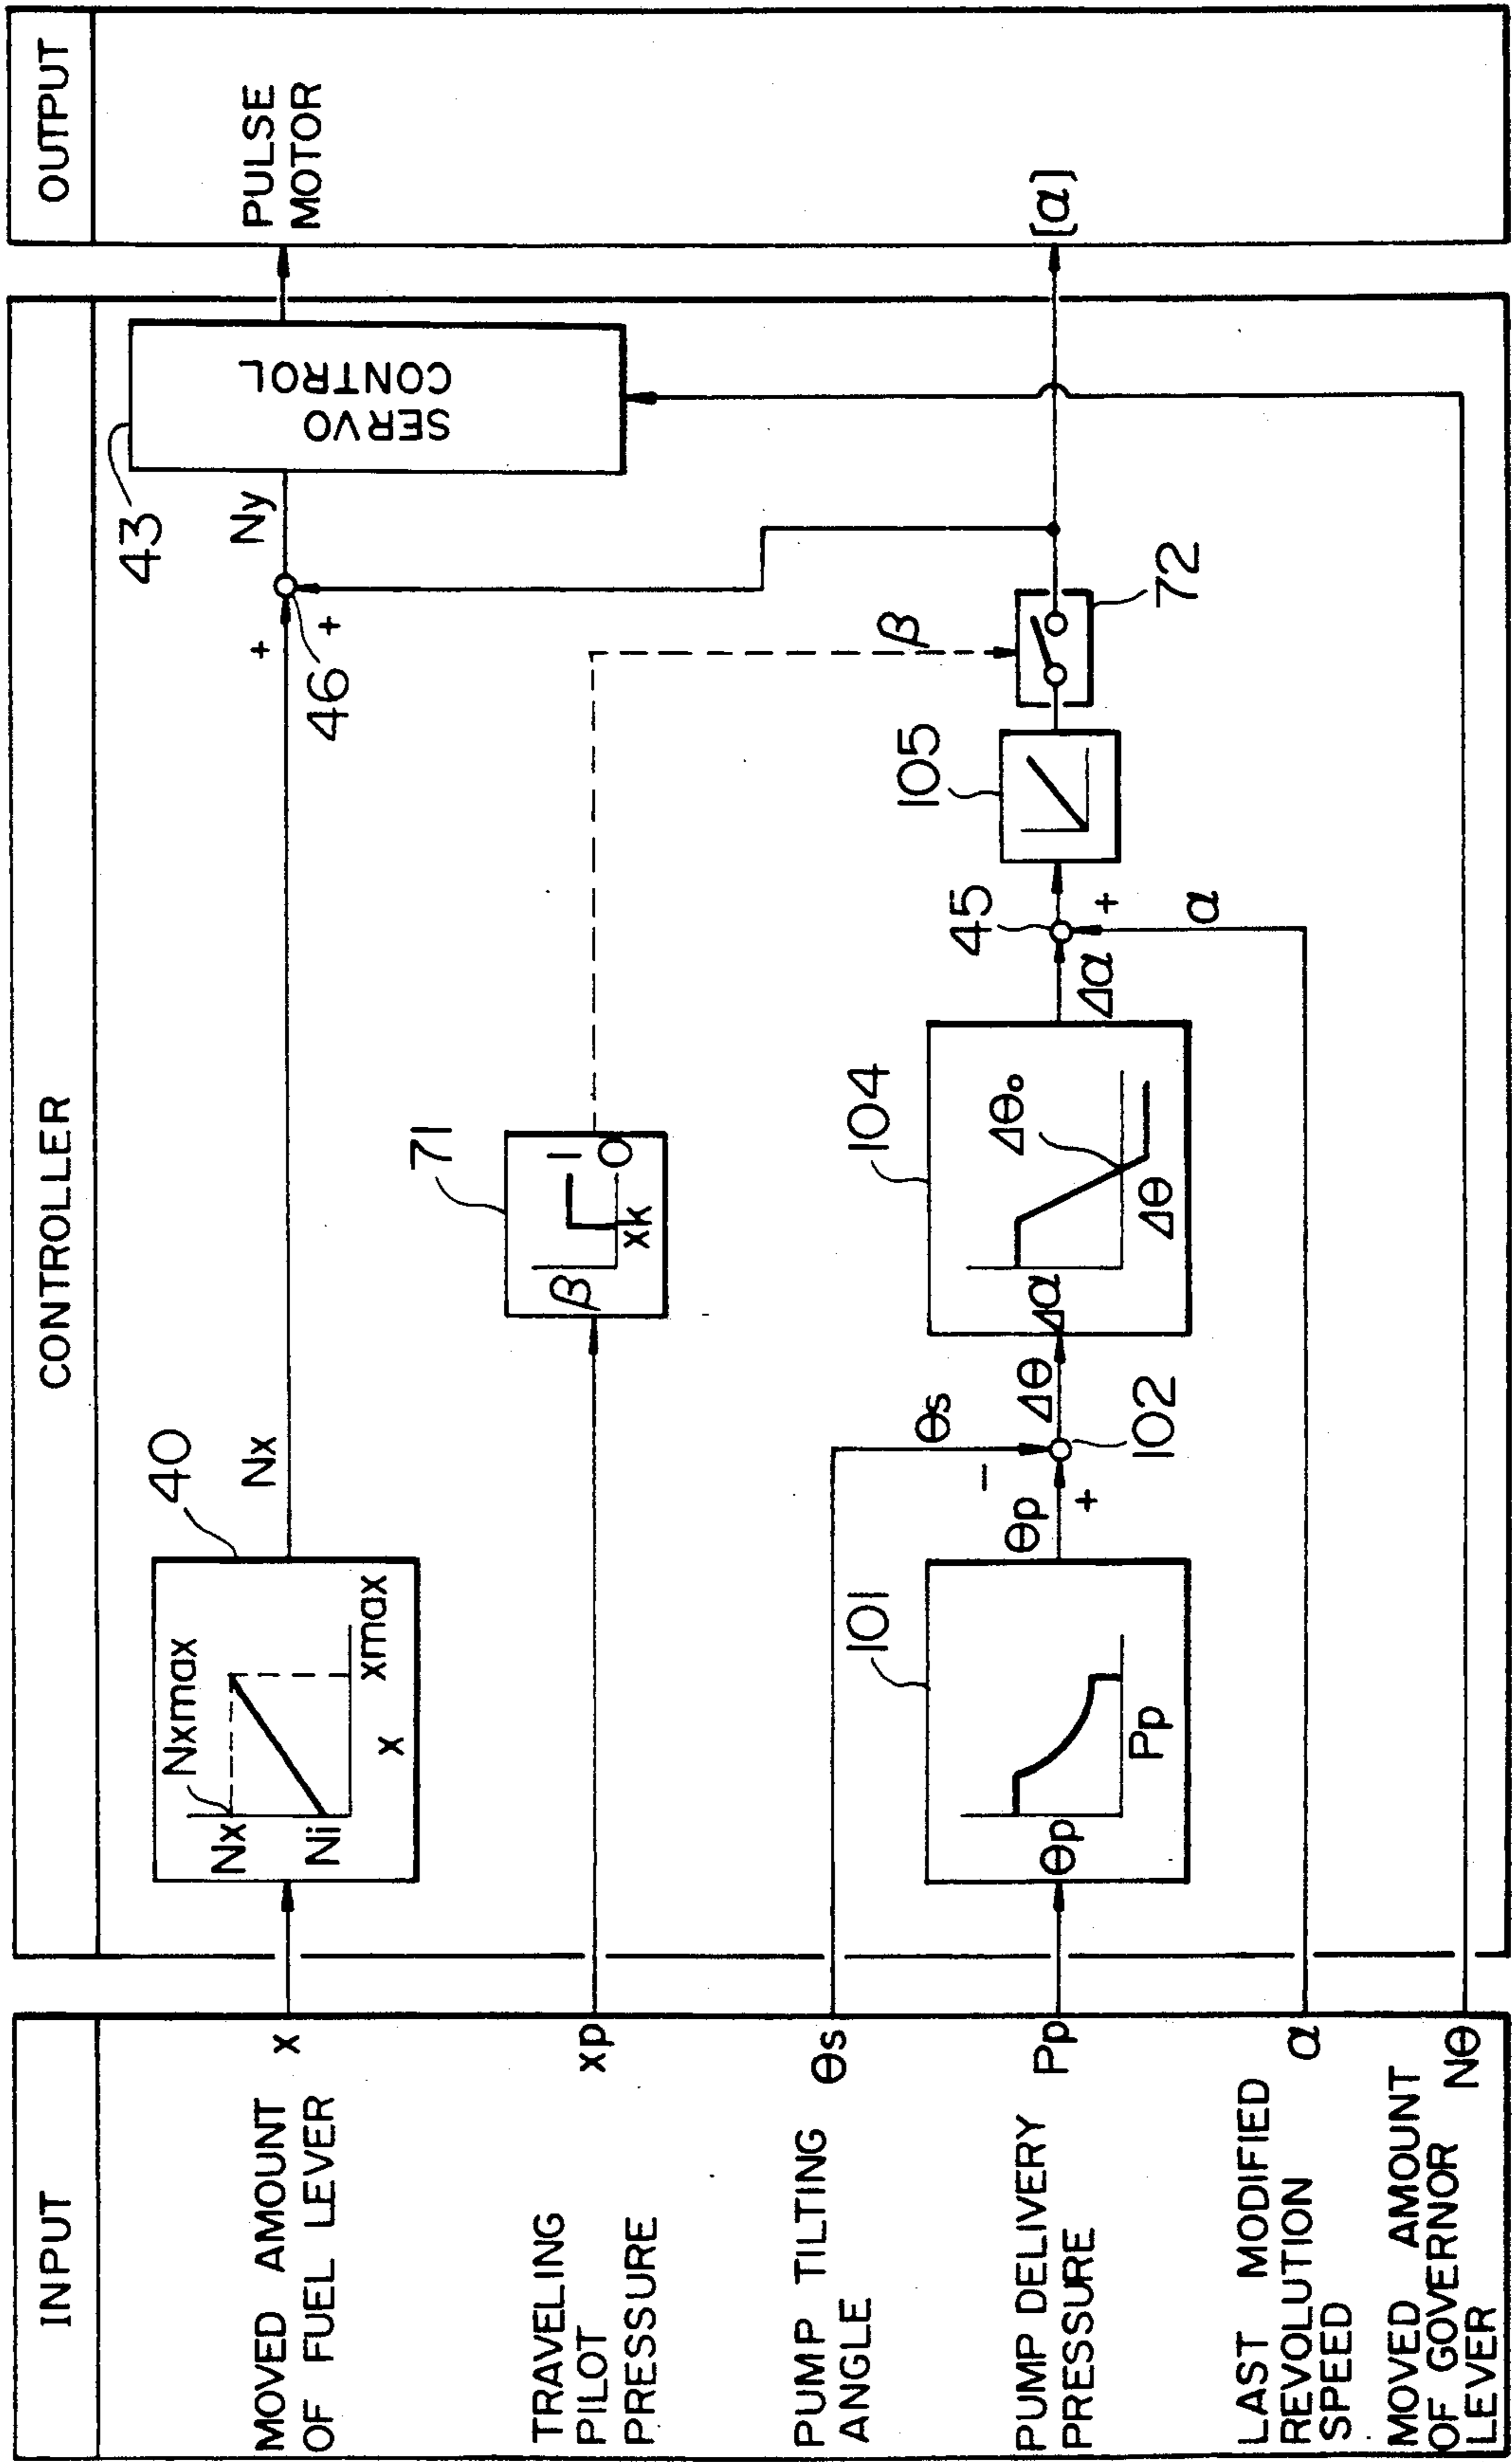 INPUT
MOVED AMOUNT
OF FUEL LEVER
x
TRAVELING
PILOT
PRESSURE
xp
PUMP TILTING
ANGLE
θs
PUMP DELIVERY
PRESSURE
Pp
LAST MODIFIED
REVOLUTION
SPEED
α
MOVED AMOUNT
OF GOVERNOR
LEVER
Nθ
CONTROLLER
40
Nxmax
Nx
Ni
x
xmax
Nx
+
+
46
Ny
43
SERVO
CONTROL
71
β
xk
1
0
β
θs
-
101
θp
Pp
θp
+
102
Δθ
104
Δα
Δθ
Δθo
Δα
45
+
α
105
72
OUTPUT
PULSE
MOTOR
[α]